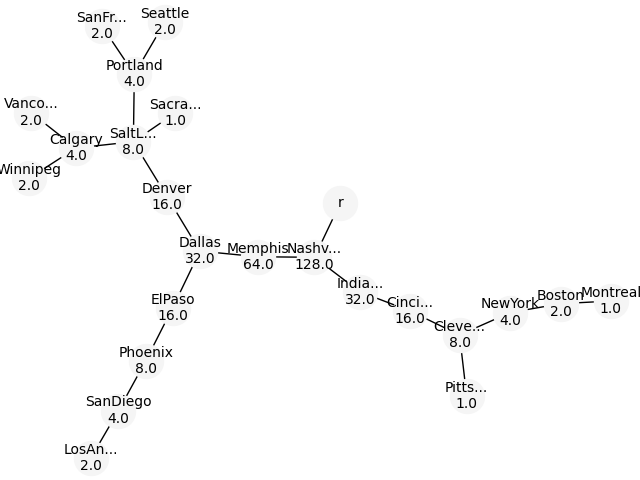 SanFr...
2.0
Seattle
2.0
Portland
4.0
Vanco...
2.0
Sacra...
1.0
Calgary
4.0
SaltL...
8.0
Winnipeg
2.0
Denver
16.0
r
Dallas
32.0
Memphis
64.0
Nashv...
128.0
India...
32.0
ElPaso
16.0
Cinci...
16.0
Cleve...
8.0
NewYork
4.0
Boston
2.0
Montreal
1.0
Phoenix
8.0
Pitts...
1.0
SanDiego
4.0
LosAn...
2.0